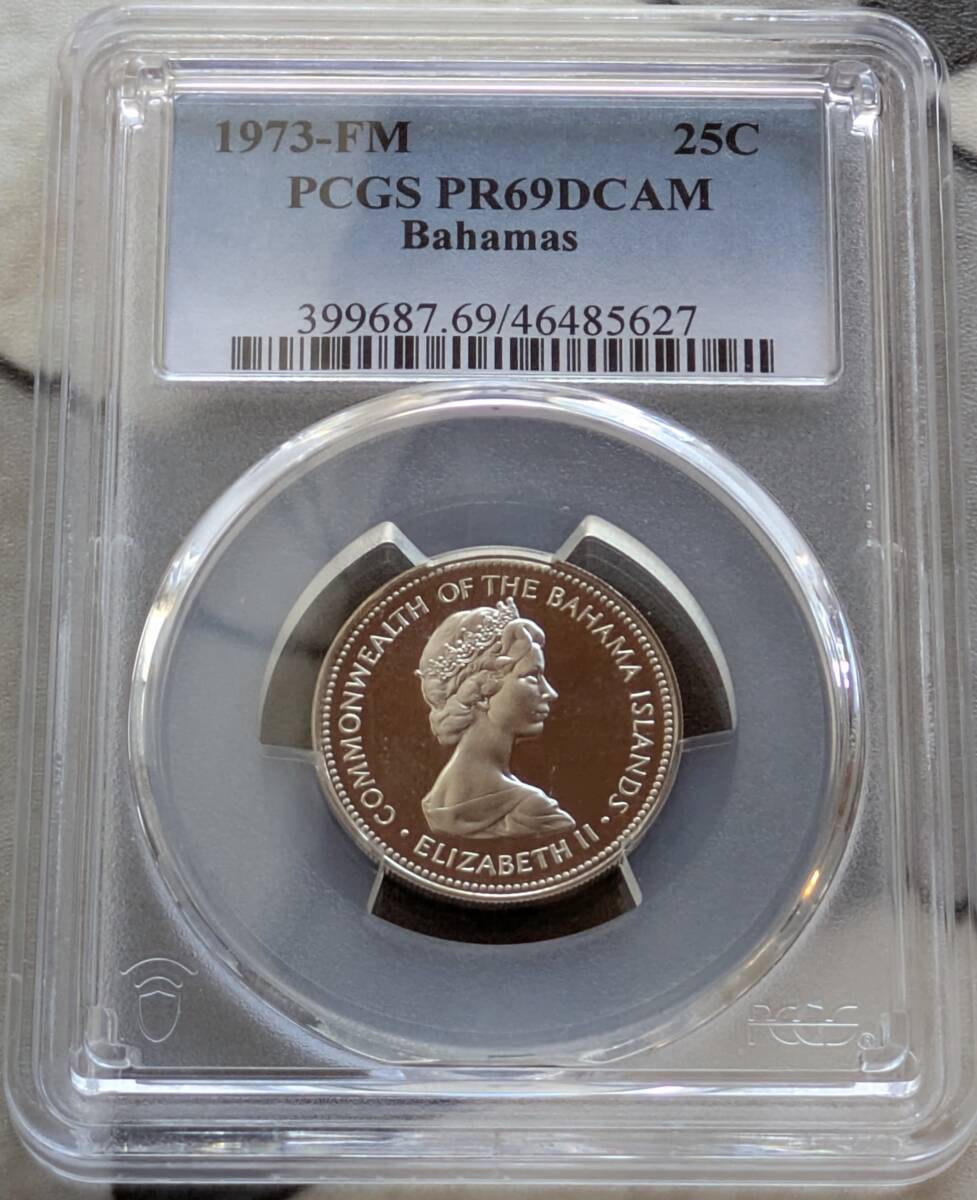 1973-FM 25C
PCGS PR69DCAM
Bahamas
399687.69/46485627
COMMONWEALTH OF THE BAHAMA ISLANDS
• ELIZABETH II •
PCGS ®